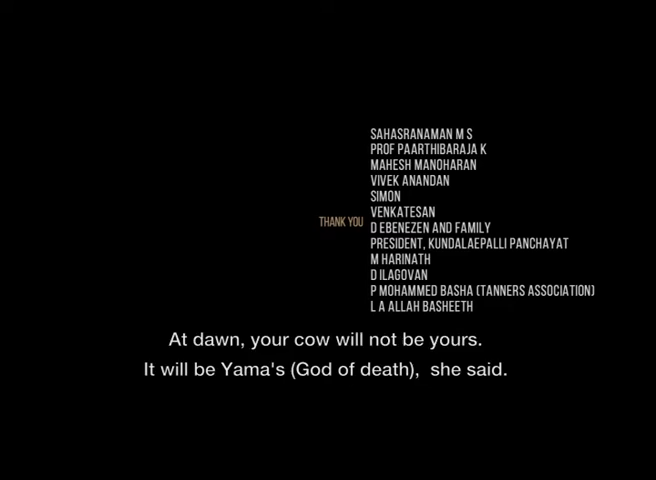 SAHASRANAMAN M S
PROF PAARTHIBARAJA K
MAHESH MANOHARAN
VIVEK ANANDAN
SIMON
VENKATESAN
THANK YOU
D EBENEZEN AND FAMILY
PRESIDENT, KUNDALAEPALLI PANCHAYAT
M HARINATH
D ILAGOVAN
P MOHAMMED BASHA (TANNERS ASSOCIATION)
L A ALLAH BASHEETH
At dawn, your cow will not be yours.
It will be Yama's (God of death), she said.